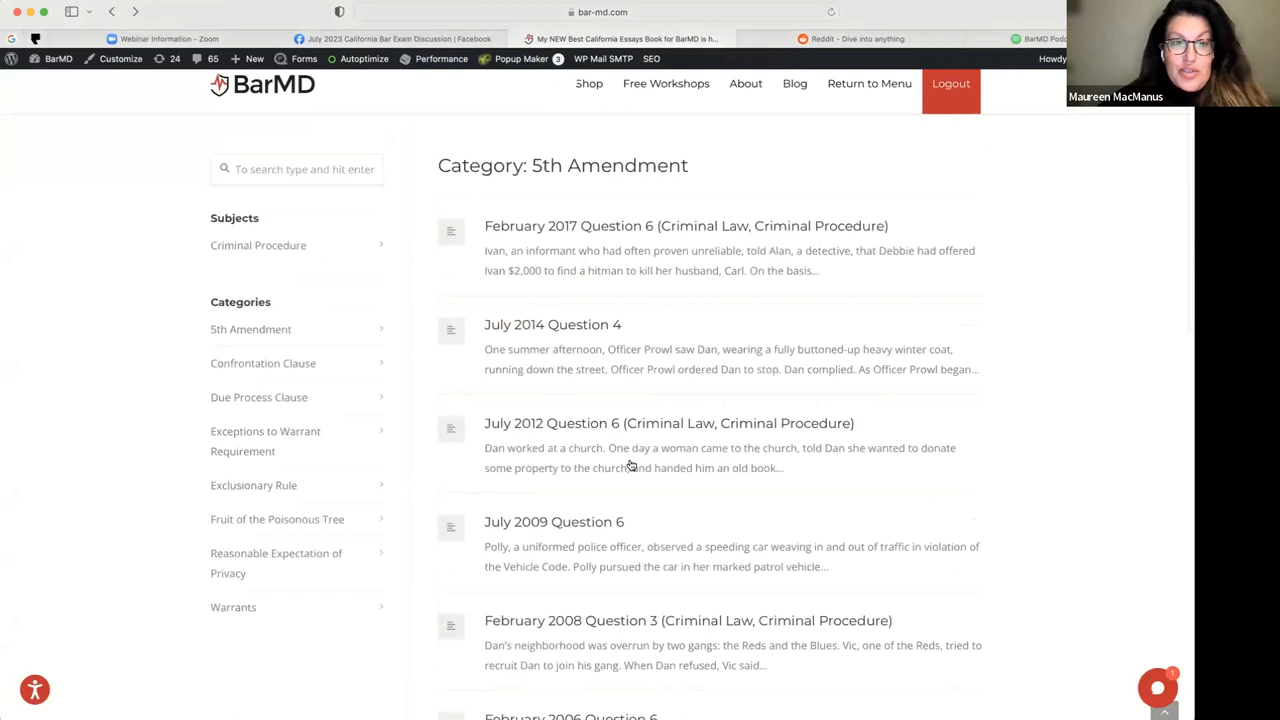 bar-md.com
Webinar Information - Zoom
July 2023 California Bar Exam Discussion | Facebook
My NEW Best California Essays Book for BarMD is h...
Reddit - Dive into anything
BarMD Podc
BarMD
Customize
24
65
New
Forms
Autoptimize
Performance
Popup Maker 3
WP Mail SMTP
SEO
Howdy
Maureen MacManus
BarMD
Shop
Free Workshops
About
Blog
Return to Menu
Logout
To search type and hit enter
Subjects
Criminal Procedure
Categories
5th Amendment
Confrontation Clause
Due Process Clause
Exceptions to Warrant
Requirement
Exclusionary Rule
Fruit of the Poisonous Tree
Reasonable Expectation of
Privacy
Warrants
Category: 5th Amendment
February 2017 Question 6 (Criminal Law, Criminal Procedure)
Ivan, an informant who had often proven unreliable, told Alan, a detective, that Debbie had offered
Ivan $2,000 to find a hitman to kill her husband, Carl. On the basis...
July 2014 Question 4
One summer afternoon, Officer Prowl saw Dan, wearing a fully buttoned-up heavy winter coat,
running down the street. Officer Prowl ordered Dan to stop. Dan complied. As Officer Prowl began...
July 2012 Question 6 (Criminal Law, Criminal Procedure)
Dan worked at a church. One day a woman came to the church, told Dan she wanted to donate
some property to the church, and handed him an old book...
July 2009 Question 6
Polly, a uniformed police officer, observed a speeding car weaving in and out of traffic in violation of
the Vehicle Code. Polly pursued the car in her marked patrol vehicle...
February 2008 Question 3 (Criminal Law, Criminal Procedure)
Dan's neighborhood was overrun by two gangs: the Reds and the Blues. Vic, one of the Reds, tried to
recruit Dan to join his gang. When Dan refused, Vic said...
February 2006 Question 6
1